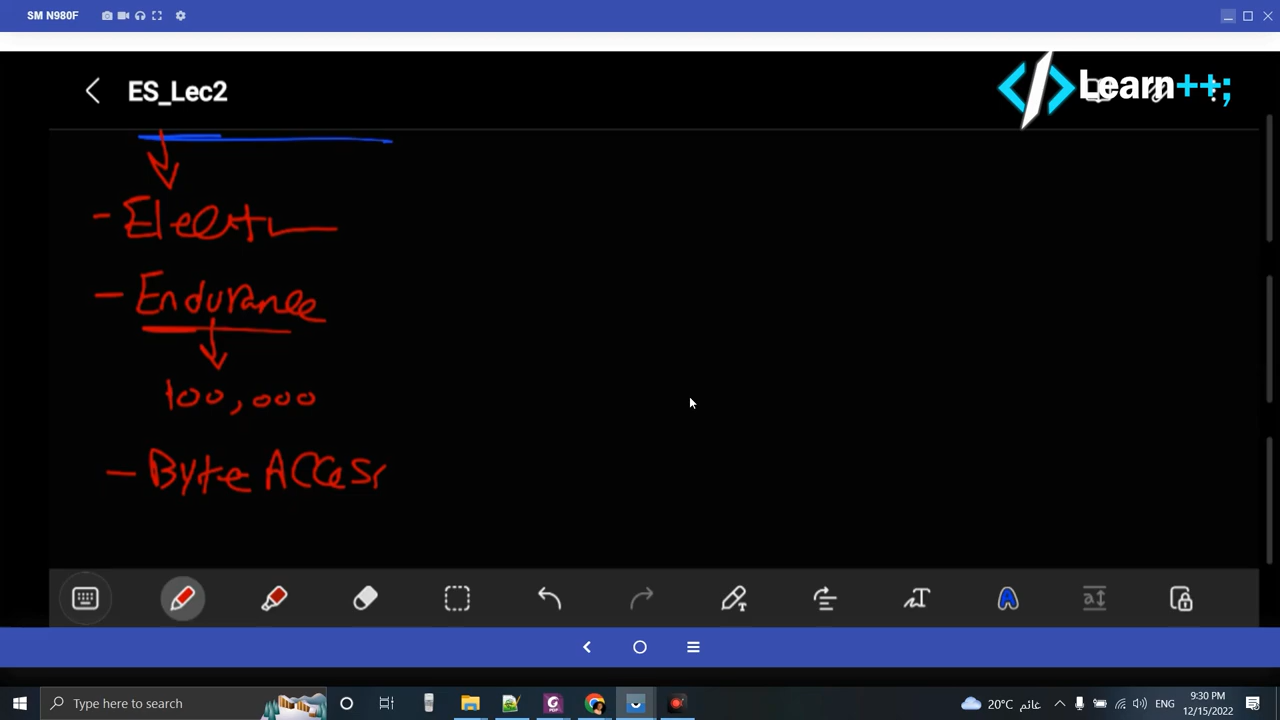 SM N980F
ES_Lec2
</> Learn++;
- Electr
- Endurance
100,000
- Byte Access
Type here to search
20°C غائم
ENG
9:30 PM
12/15/2022